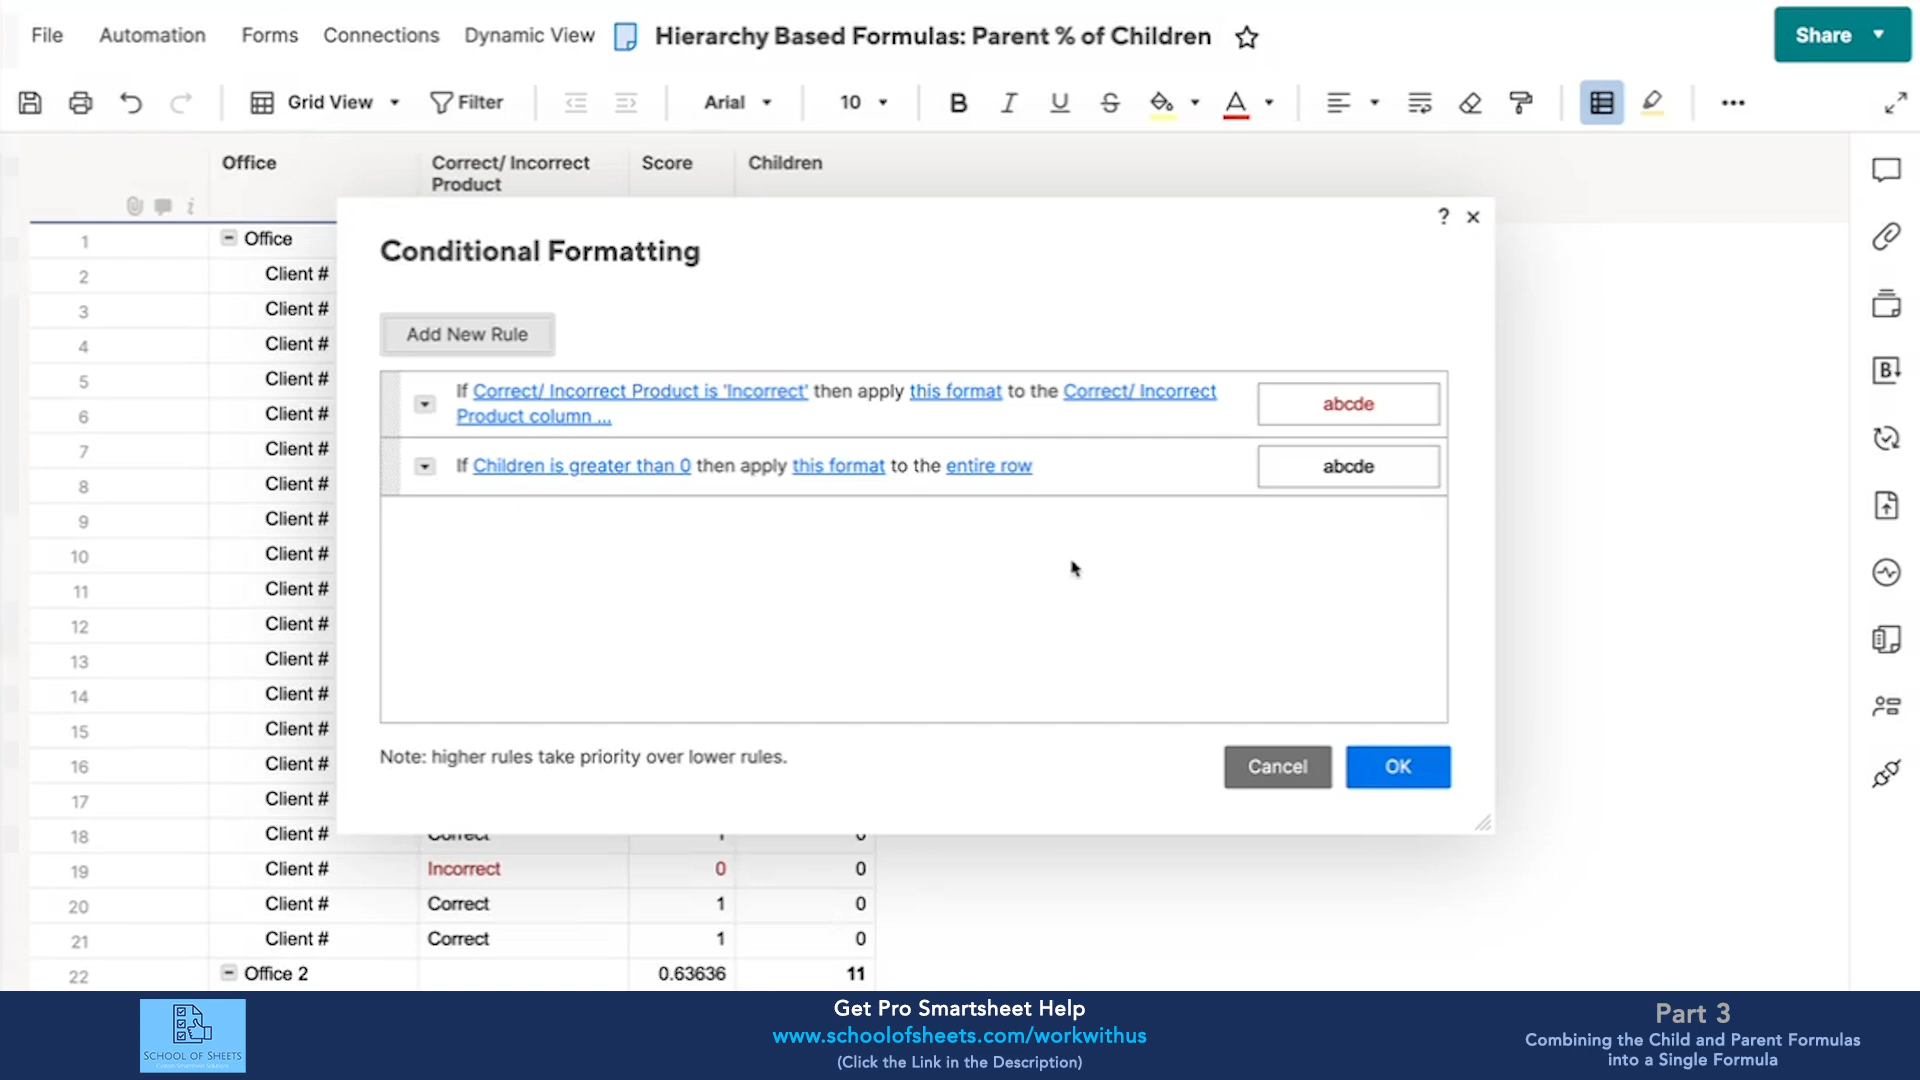 File Automation Forms Connections Dynamic View Hierarchy Based Formulas: Parent % of Children Share
Grid View Filter Arial 10 B I U S A
Office Correct/ Incorrect Score Children
Product
1 Office
2 Client #
3 Client #
4 Client #
5 Client #
6 Client #
7 Client #
8 Client #
9 Client #
10 Client #
11 Client #
12 Client #
13 Client #
14 Client #
15 Client #
16 Client #
17 Client #
18 Client # Correct 1 0
19 Client # Incorrect 0 0
20 Client # Correct 1 0
21 Client # Correct 1 0
22 Office 2 0.63636 11
? ×
Conditional Formatting
Add New Rule
If Correct/ Incorrect Product is 'Incorrect' then apply this format to the Correct/ Incorrect
Product column ...
abcde
If Children is greater than 0 then apply this format to the entire row
abcde
Note: higher rules take priority over lower rules.
Cancel OK
SCHOOL OF SHEETS
Get Pro Smartsheet Help
www.schoolofsheets.com/workwithus
(Click the Link in the Description)
Part 3
Combining the Child and Parent Formulas
into a Single Formula